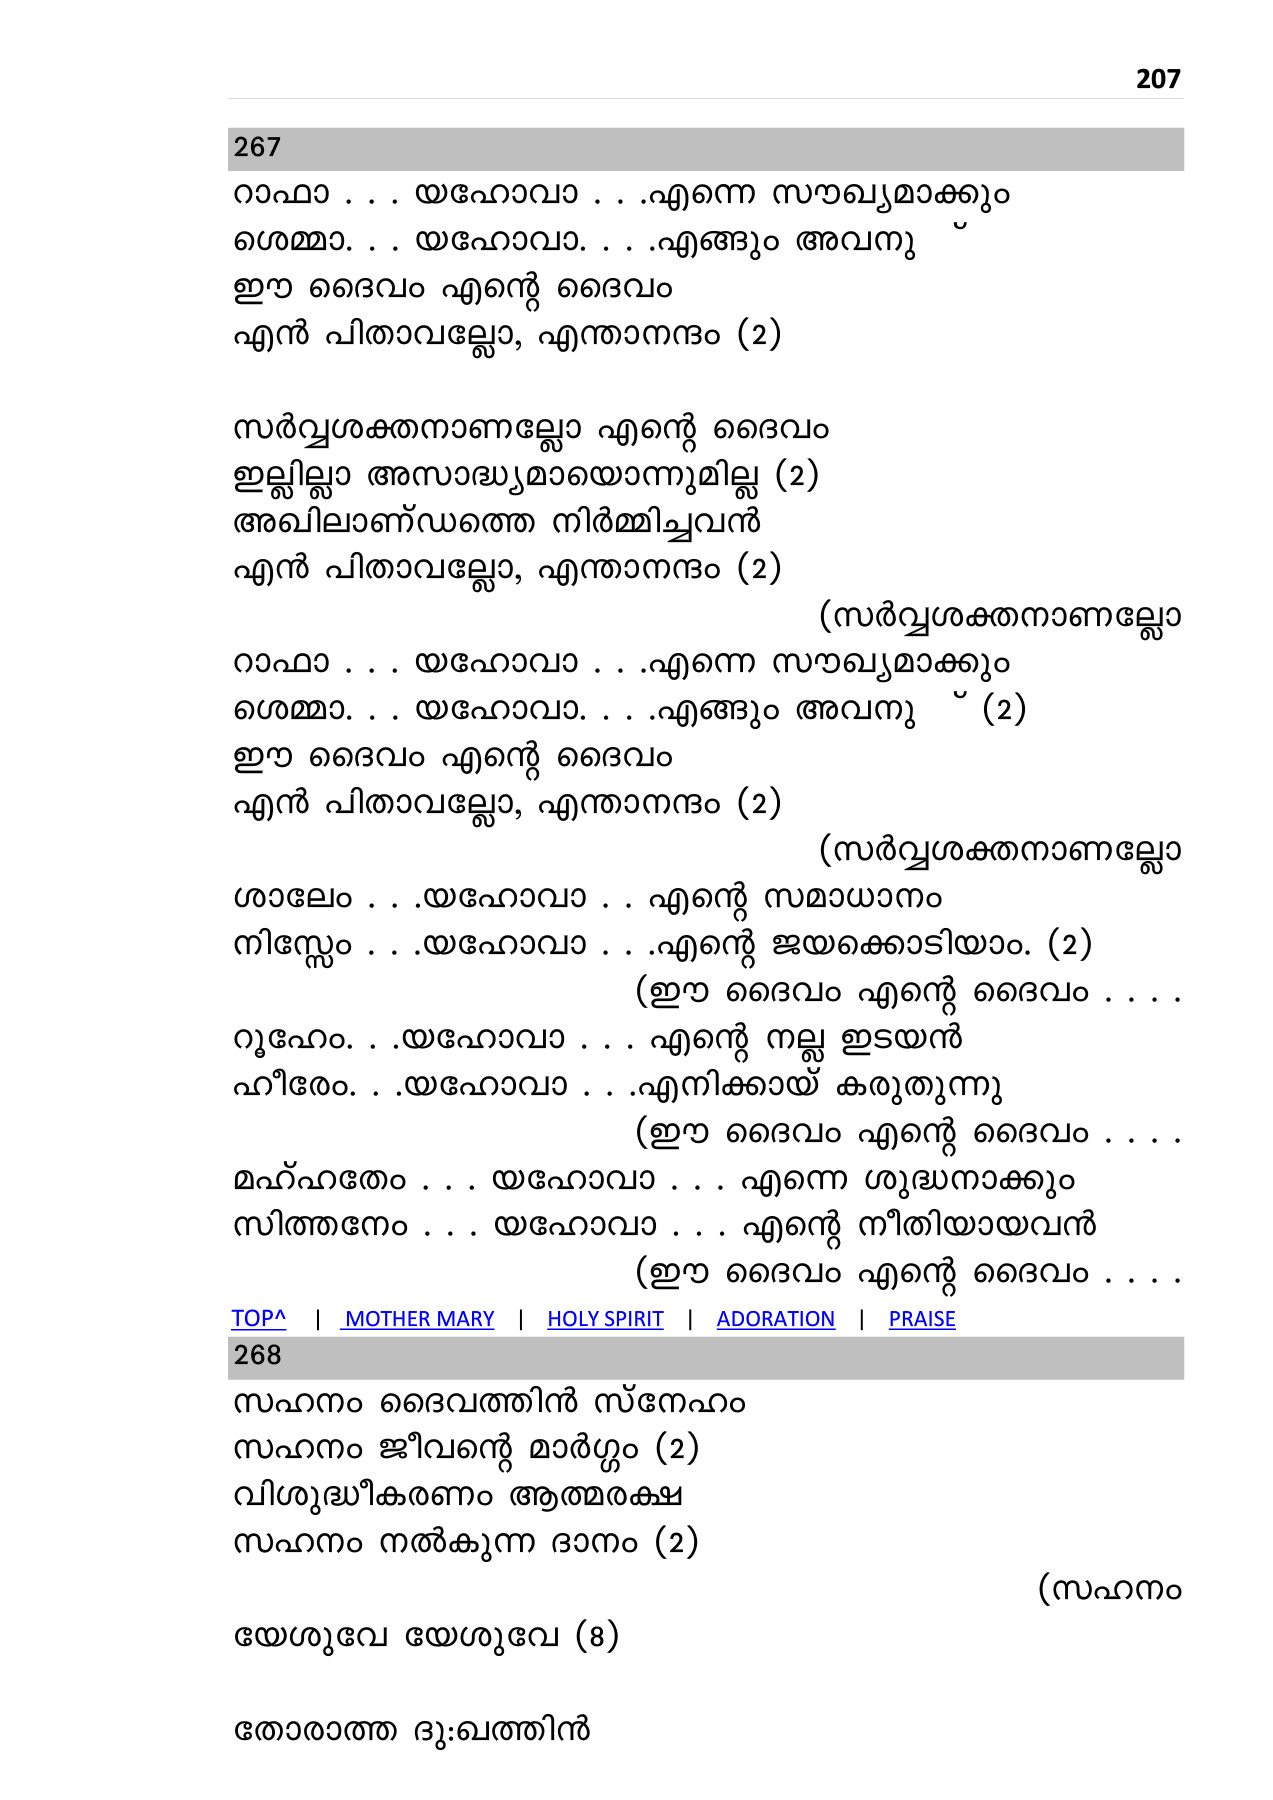 207
267
റാഫാ . . . യഹോവാ . . .എന്നെ സൗഖ്യമാക്കും
ശെമ്മാ. . . യഹോവാ. . . .എങ്ങും അവനു ്
ഈ ദൈവം എന്റെ ദൈവം
എൻ പിതാവല്ലോ, എന്താനന്ദം (2)
സർവ്വശക്തനാണല്ലോ എന്റെ ദൈവം
ഇല്ലില്ലാ അസാദ്ധ്യമായൊന്നുമില്ല (2)
അഖിലാണ്ഡത്തെ നിർമ്മിച്ചവൻ
എൻ പിതാവല്ലോ, എന്താനന്ദം (2)
(സർവ്വശക്തനാണല്ലോ
റാഫാ . . . യഹോവാ . . .എന്നെ സൗഖ്യമാക്കും
ശെമ്മാ. . . യഹോവാ. . . .എങ്ങും അവനു ് (2)
ഈ ദൈവം എന്റെ ദൈവം
എൻ പിതാവല്ലോ, എന്താനന്ദം (2)
(സർവ്വശക്തനാണല്ലോ
ശാലേം . . .യഹോവാ . . എന്റെ സമാധാനം
നിസ്സേം . . .യഹോവാ . . .എന്റെ ജയക്കൊടിയാം. (2)
(ഈ ദൈവം എന്റെ ദൈവം . . . .
റൂഹേം. . .യഹോവാ . . . എന്റെ നല്ല ഇടയൻ
ഹീരേം. . .യഹോവാ . . .എനിക്കായ് കരുതുന്നു
(ഈ ദൈവം എന്റെ ദൈവം . . . .
മഹ്ഹതേം . . . യഹോവാ . . . എന്നെ ശുദ്ധനാക്കും
സിത്തനേം . . . യഹോവാ . . . എന്റെ നീതിയായവൻ
(ഈ ദൈവം എന്റെ ദൈവം . . . .
TOP^ | MOTHER MARY | HOLY SPIRIT | ADORATION | PRAISE
268
സഹനം ദൈവത്തിൻ സ്നേഹം
സഹനം ജീവന്റെ മാർഗ്ഗം (2)
വിശുദ്ധീകരണം ആത്മരക്ഷ
സഹനം നൽകുന്ന ദാനം (2)
(സഹനം
യേശുവേ യേശുവേ (8)
തോരാത്ത ദു:ഖത്തിൻ